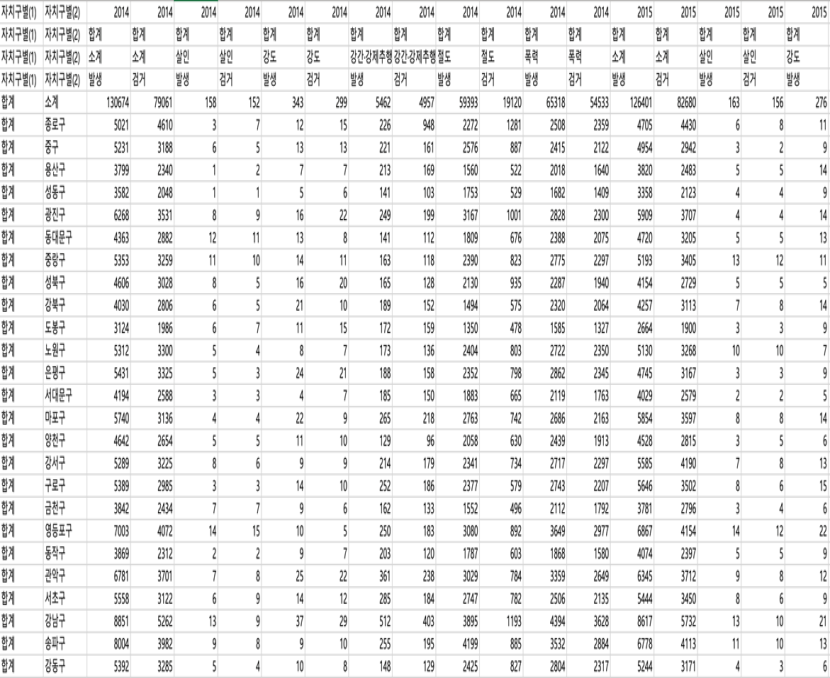 자치구별(1) 자치구별(2) 2014 2014 2014 2014 2014 2014 2014 2014 2014 2014 2014 2014 2015 2015 2015 2015 2015
자치구별(1) 자치구별(2) 합계 합계 합계 합계 합계 합계 합계 합계 합계 합계 합계 합계 합계 합계 합계 합계 합계
자치구별(1) 자치구별(2) 소계 소계 살인 살인 강도 강도 강간·강제추행 강간·강제추행 절도 절도 폭력 폭력 소계 소계 살인 살인 강도
자치구별(1) 자치구별(2) 발생 검거 발생 검거 발생 검거 발생 검거 발생 검거 발생 검거 발생 검거 발생 검거 발생
합계 소계 130674 79061 158 152 343 299 5462 4957 59393 19120 65318 54533 126401 82680 163 156 276
합계 종로구 5021 4610 3 7 12 15 226 948 2272 1281 2508 2359 4705 4430 6 8 11
합계 중구 5231 3188 6 5 13 13 221 161 2576 887 2415 2122 4954 2942 3 2 9
합계 용산구 3799 2340 1 2 7 7 213 169 1560 522 2018 1640 3820 2483 5 5 14
합계 성동구 3582 2048 1 1 5 6 141 103 1753 529 1682 1409 3358 2123 4 4 9
합계 광진구 6268 3531 8 9 16 22 249 199 3167 1001 2828 2300 5909 3707 4 4 14
합계 동대문구 4363 2882 12 11 13 8 141 112 1809 676 2388 2075 4720 3205 5 5 13
합계 중랑구 5353 3259 11 10 14 11 163 118 2390 823 2775 2297 5193 3405 13 12 11
합계 성북구 4606 3028 8 5 16 20 165 128 2130 935 2287 1940 4154 2729 5 5 5
합계 강북구 4030 2806 6 5 21 10 189 152 1494 575 2320 2064 4257 3113 7 8 14
합계 도봉구 3124 1986 6 7 11 15 172 159 1350 478 1585 1327 2664 1900 3 3 9
합계 노원구 5312 3300 5 4 8 7 173 136 2404 803 2722 2350 5130 3268 10 10 7
합계 은평구 5431 3325 5 3 24 21 188 158 2352 798 2862 2345 4745 3167 3 3 9
합계 서대문구 4194 2588 3 3 4 7 185 150 1883 665 2119 1763 4029 2579 2 2 5
합계 마포구 5740 3136 4 4 22 9 265 218 2763 742 2686 2163 5854 3597 8 8 14
합계 양천구 4642 2654 5 5 11 10 129 96 2058 630 2439 1913 4528 2815 3 5 6
합계 강서구 5289 3225 8 6 9 9 214 179 2341 734 2717 2297 5585 4190 7 8 13
합계 구로구 5389 2985 3 3 14 10 252 186 2377 579 2743 2207 5646 3502 8 6 15
합계 금천구 3842 2434 7 7 9 6 162 133 1552 496 2112 1792 3781 2796 3 4 6
합계 영등포구 7003 4072 14 15 10 5 250 183 3080 892 3649 2977 6867 4154 14 12 22
합계 동작구 3869 2312 2 2 9 7 203 120 1787 603 1868 1580 4074 2397 5 5 9
합계 관악구 6781 3701 7 8 25 22 361 238 3029 784 3359 2649 6345 3712 9 8 12
합계 서초구 5558 3122 6 9 14 12 285 184 2747 782 2506 2135 5444 3450 8 6 9
합계 강남구 8851 5262 13 9 37 29 512 403 3895 1193 4394 3628 8617 5732 13 10 21
합계 송파구 8004 3982 9 8 9 10 255 195 4199 885 3532 2884 6778 4113 11 10 13
합계 강동구 5392 3285 5 4 10 8 148 129 2425 827 2804 2317 5244 3171 4 3 6